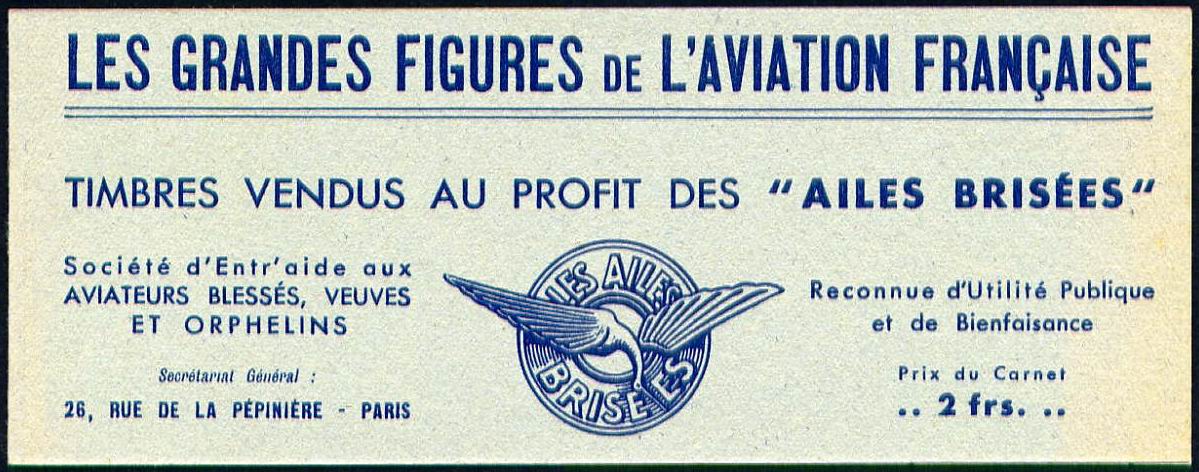 LES GRANDES FIGURES DE L'AVIATION FRANÇAISE
TIMBRES VENDUS AU PROFIT DES "AILES BRISÉES"
Société d'Entr'aide aux
AVIATEURS BLESSÉS, VEUVES
ET ORPHELINS
Secrétariat Général :
26, RUE DE LA PÉPINIÈRE - PARIS
LES AILES
BRISEES
Reconnue d'Utilité Publique
et de Bienfaisance
Prix du Carnet
.. 2 frs. ..